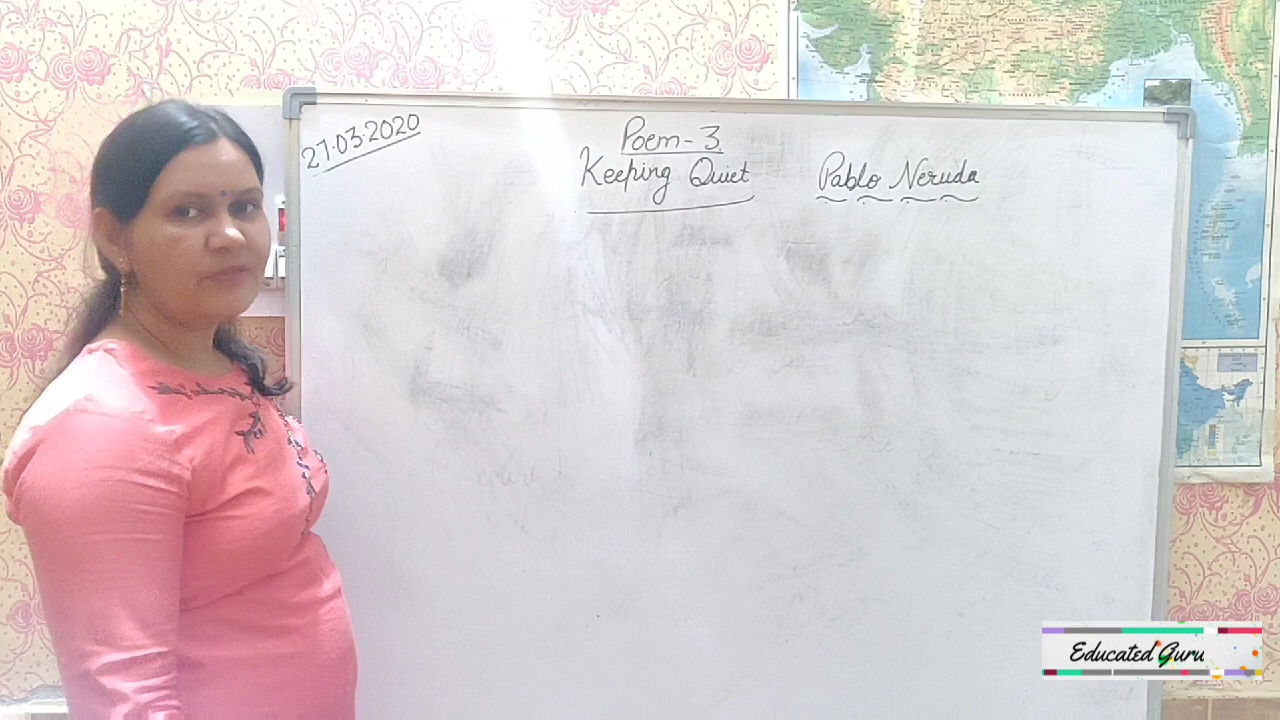 27.03.2020
Poem - 3.
Keeping Quiet
Pablo Neruda
Educated Guru